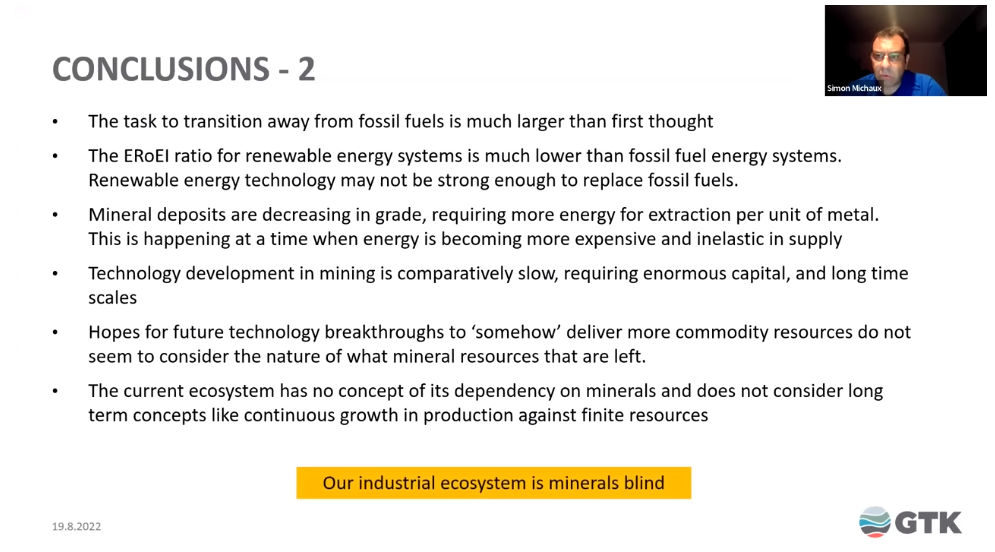 CONCLUSIONS - 2
Simon Michaux
• The task to transition away from fossil fuels is much larger than first thought
• The ERoEI ratio for renewable energy systems is much lower than fossil fuel energy systems.
Renewable energy technology may not be strong enough to replace fossil fuels.
• Mineral deposits are decreasing in grade, requiring more energy for extraction per unit of metal.
This is happening at a time when energy is becoming more expensive and inelastic in supply
• Technology development in mining is comparatively slow, requiring enormous capital, and long time
scales
• Hopes for future technology breakthroughs to ‘somehow’ deliver more commodity resources do not
seem to consider the nature of what mineral resources that are left.
• The current ecosystem has no concept of its dependency on minerals and does not consider long
term concepts like continuous growth in production against finite resources
Our industrial ecosystem is minerals blind
19.8.2022
GTK